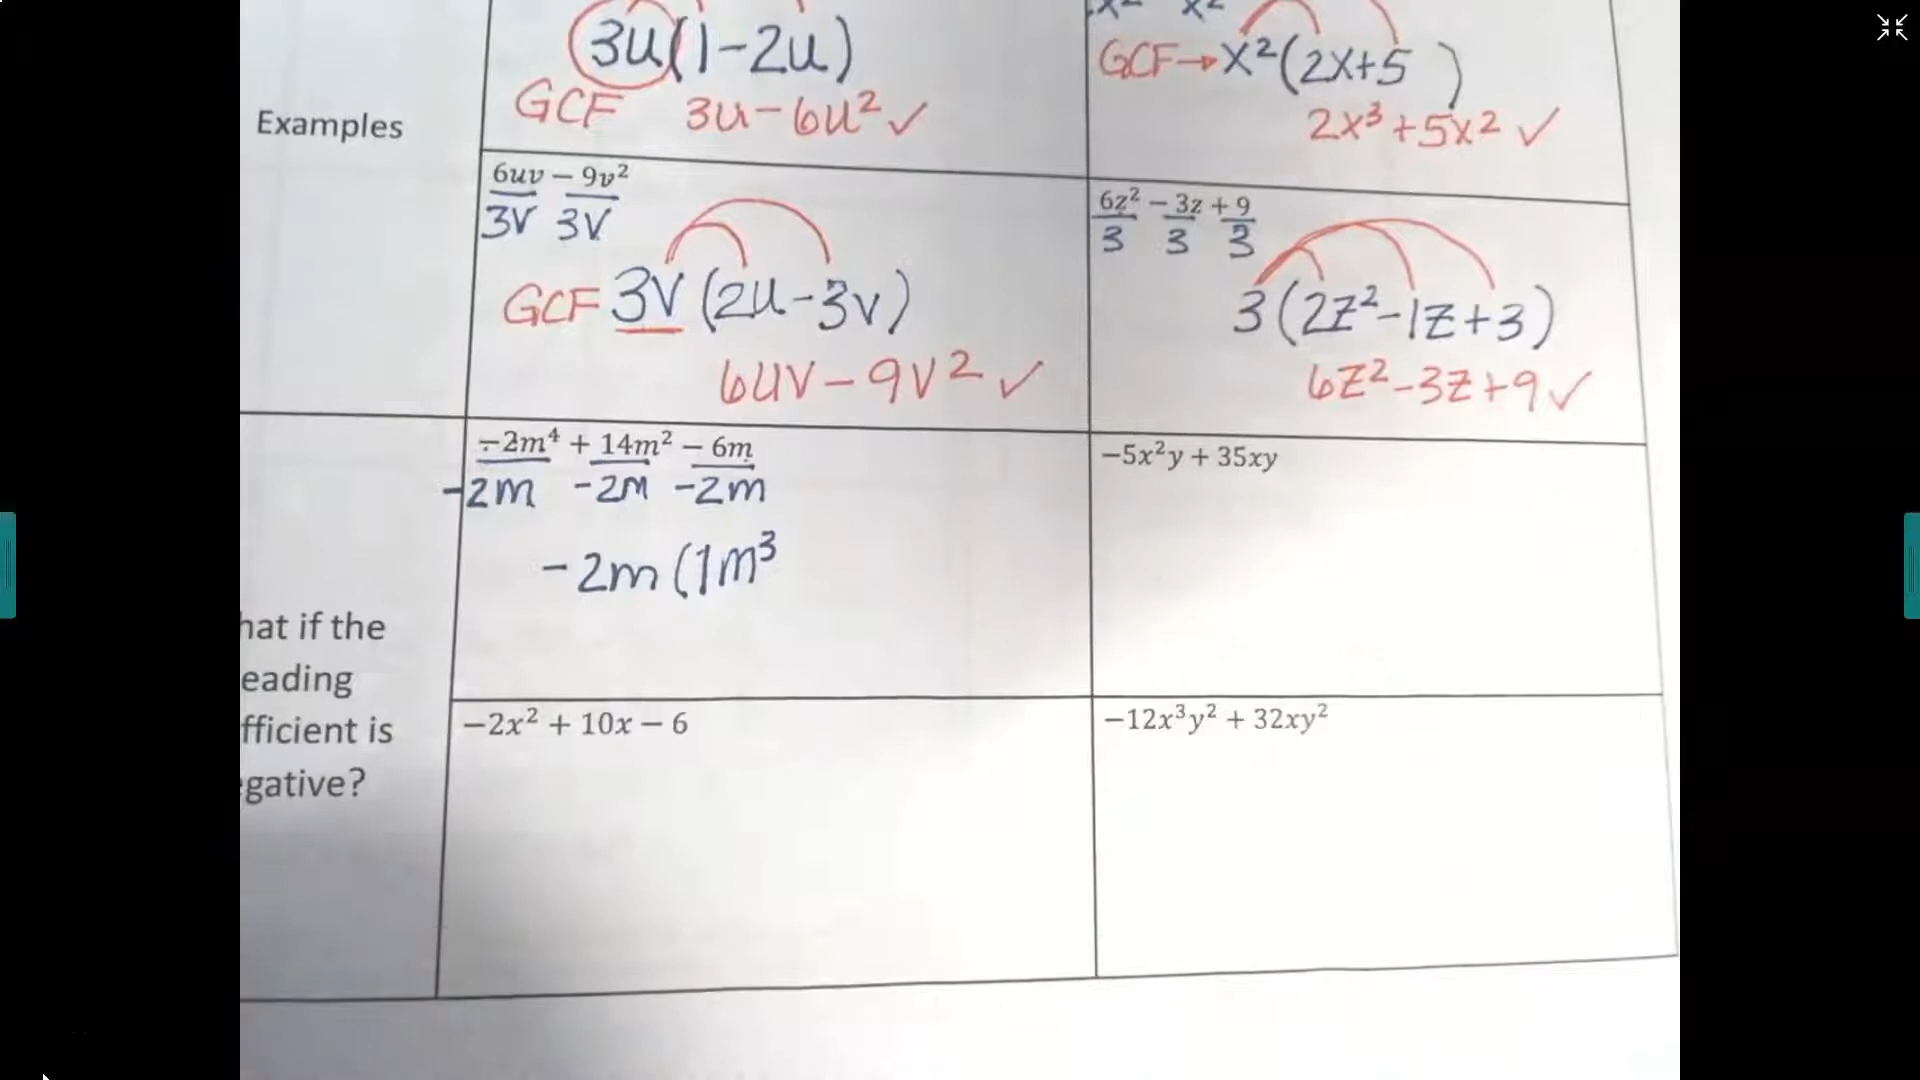 3u(1-2u)
GCF 3u-6u² ✓
x² x²
GCF→x²(2x+5 )
2x³+5x² ✓
Examples
6uv − 9v²
3v 3v
GCF 3v(2u-3v)
6uv-9v² ✓
6z² − 3z + 9
3 3 3
3(2z²-1z+3)
6z²-3z+9 ✓
−2m⁴ + 14m² − 6m
-2m -2m -2m
-2m(1m³
−5x²y + 35xy
hat if the
eading
fficient is
gative?
−2x² + 10x − 6
−12x³y² + 32xy²